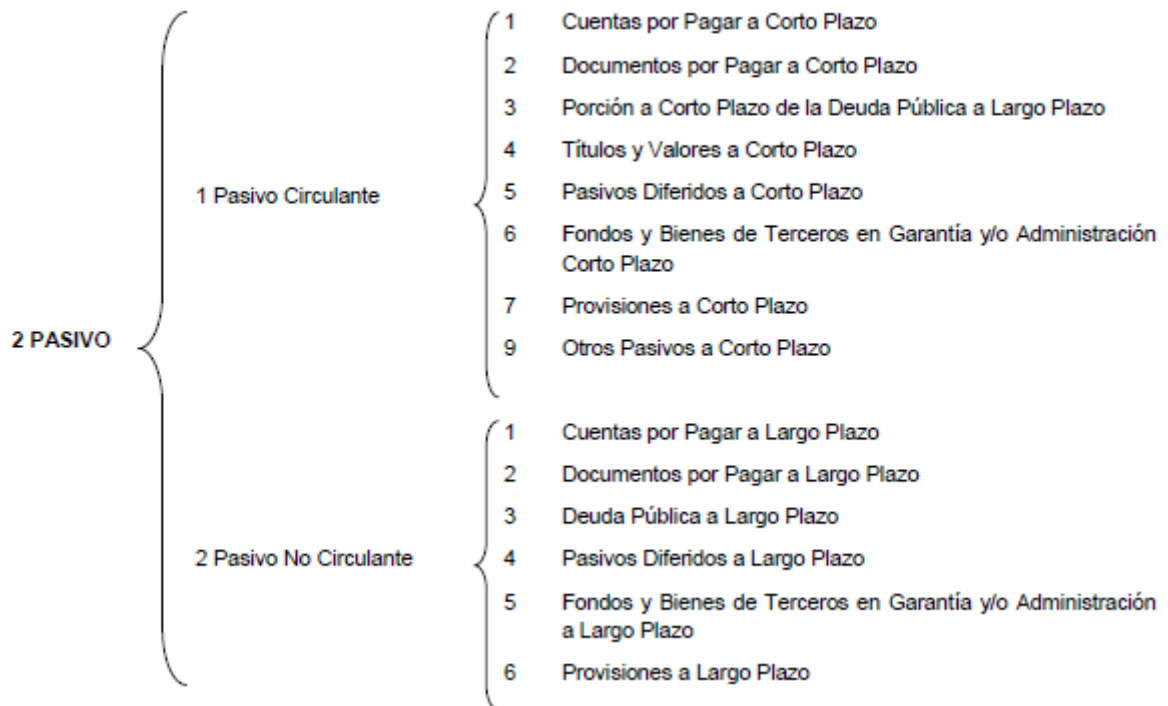 2 PASIVO
1 Pasivo Circulante
1 Cuentas por Pagar a Corto Plazo
2 Documentos por Pagar a Corto Plazo
3 Porción a Corto Plazo de la Deuda Pública a Largo Plazo
4 Títulos y Valores a Corto Plazo
5 Pasivos Diferidos a Corto Plazo
6 Fondos y Bienes de Terceros en Garantía y/o Administración
Corto Plazo
7 Provisiones a Corto Plazo
9 Otros Pasivos a Corto Plazo
2 Pasivo No Circulante
1 Cuentas por Pagar a Largo Plazo
2 Documentos por Pagar a Largo Plazo
3 Deuda Pública a Largo Plazo
4 Pasivos Diferidos a Largo Plazo
5 Fondos y Bienes de Terceros en Garantía y/o Administración
a Largo Plazo
6 Provisiones a Largo Plazo